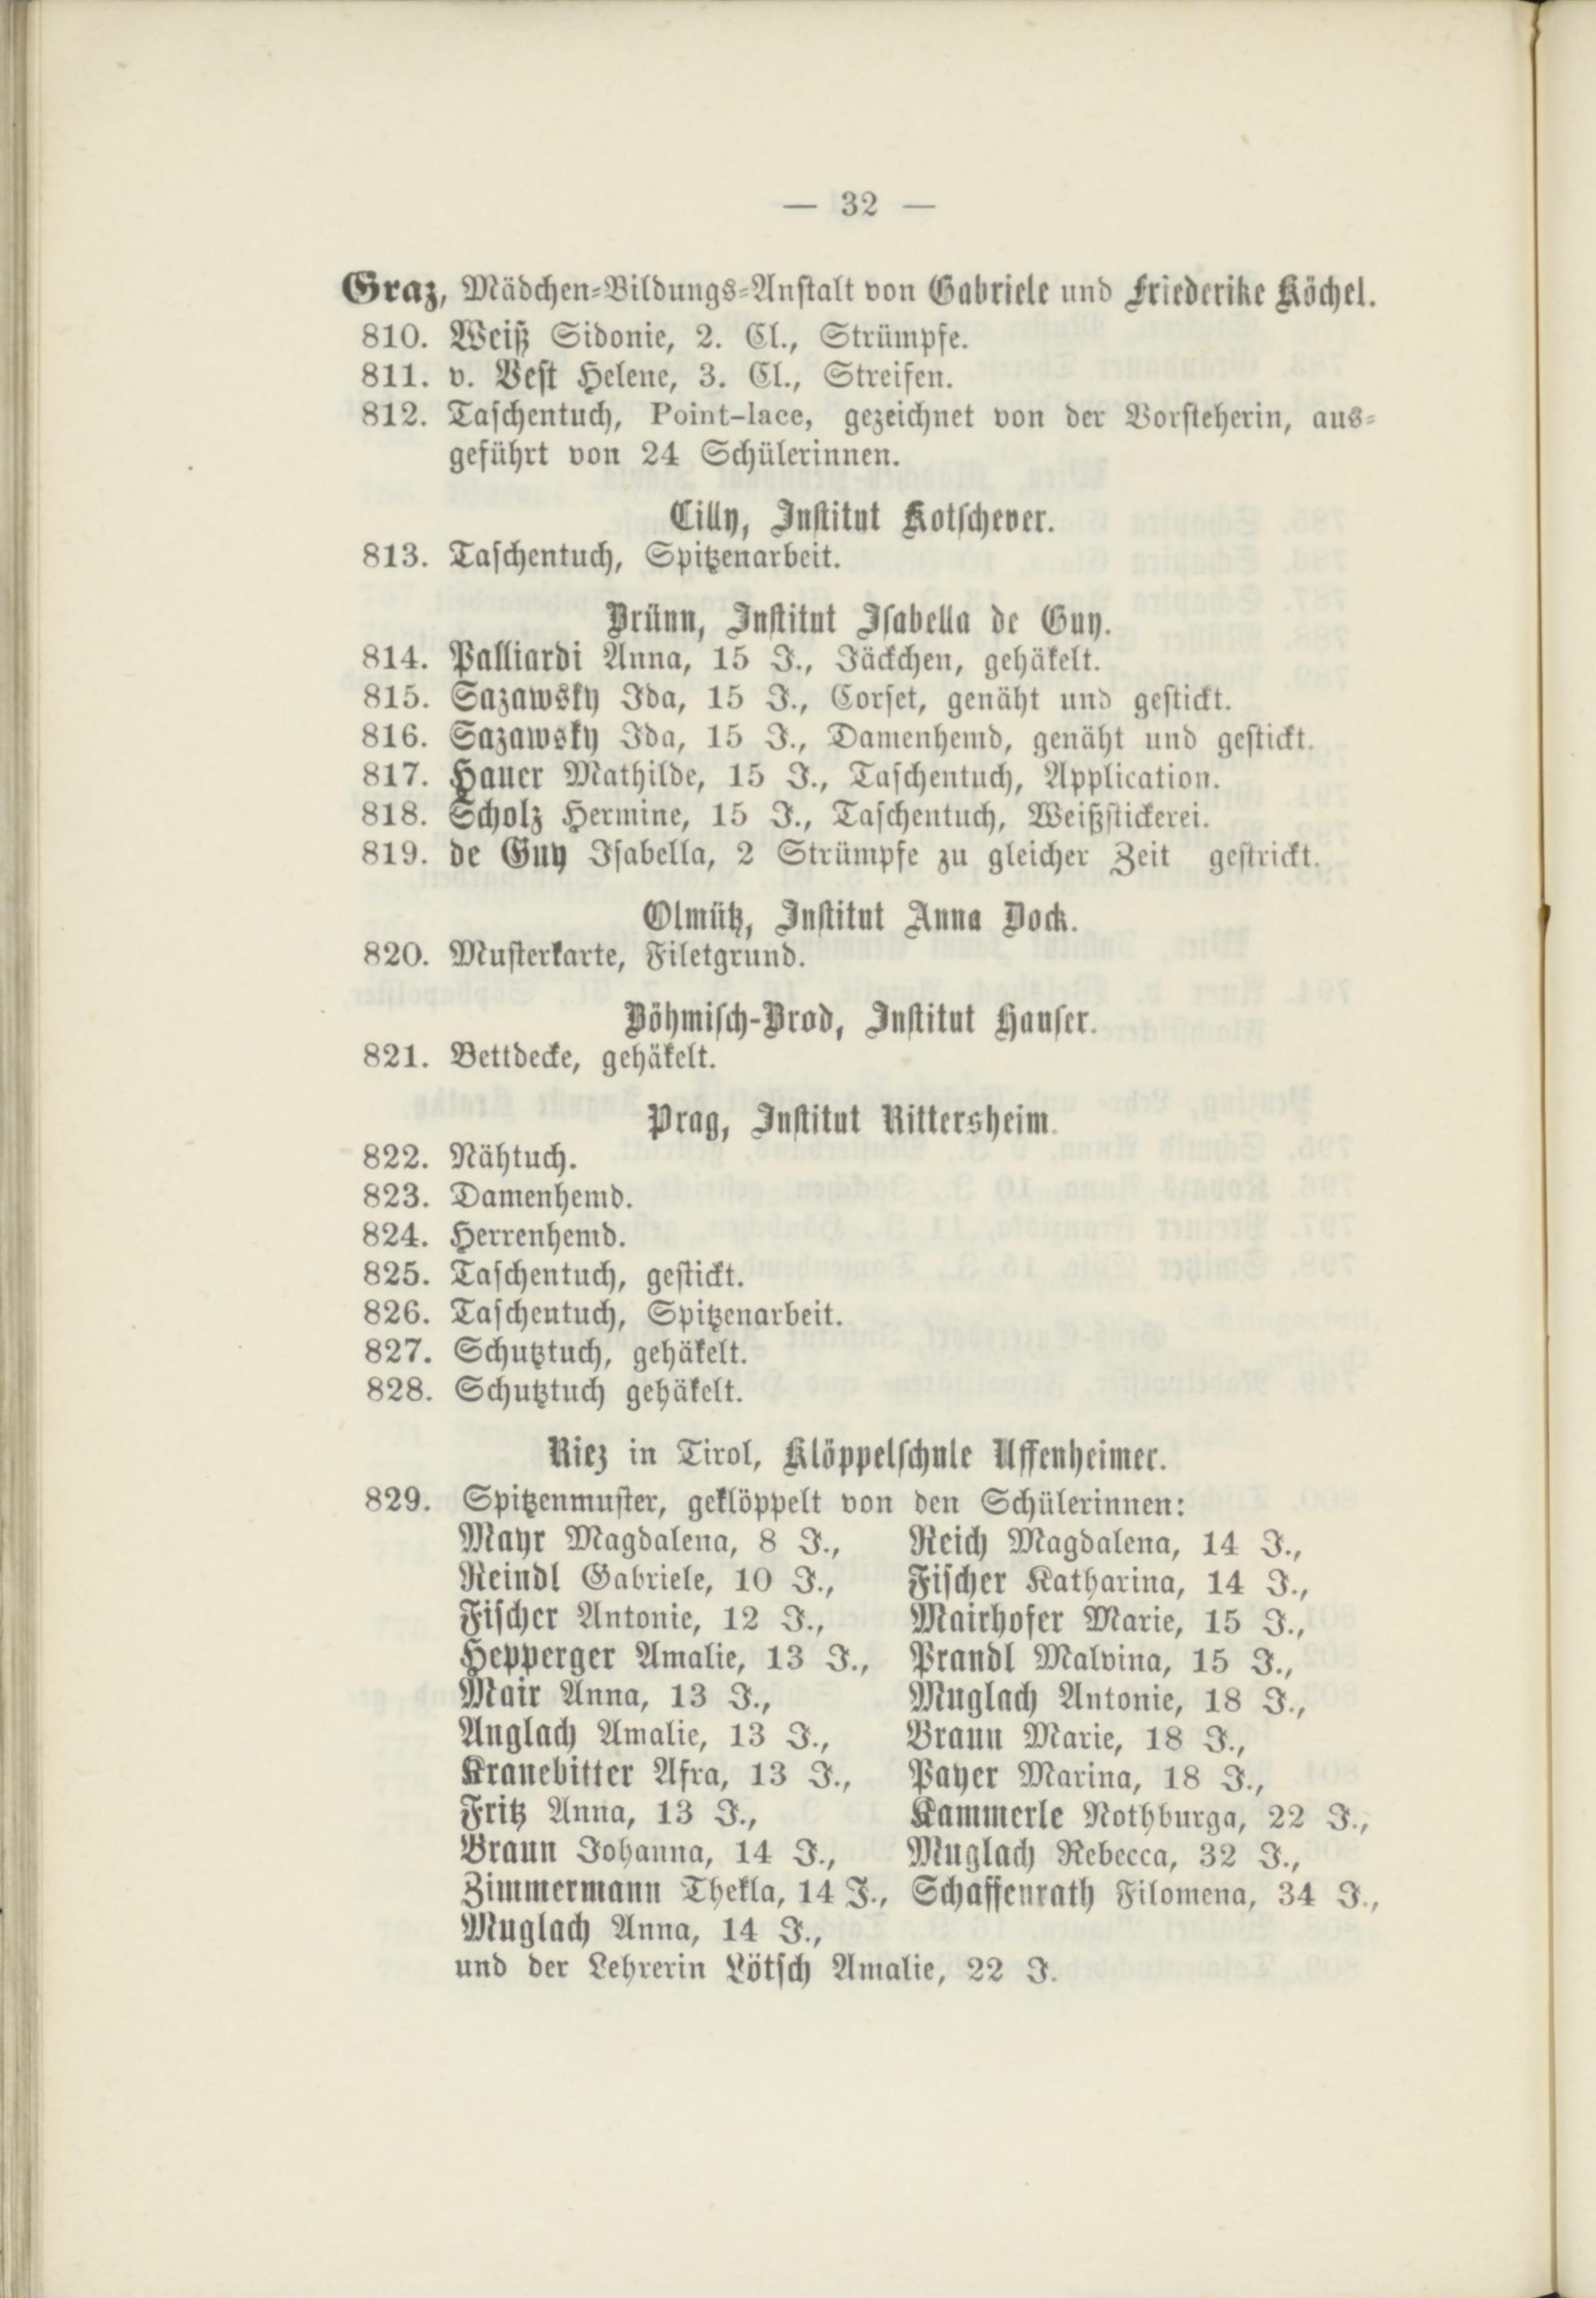 — 32 —
Graz, Mädchen-Bildungs-Anstalt von Gabriele und Friederike Köchel.
810. Weiß Sidonie, 2. Cl., Strümpfe.
811. v. Vest Helene, 3. Cl., Streifen.
812. Taschentuch, Point-lace, gezeichnet von der Vorsteherin, aus-
geführt von 24 Schülerinnen.
Cilly, Institut Kotschever.
813. Taschentuch, Spitzenarbeit.
Brünn, Institut Isabella de Guy.
814. Palliardi Anna, 15 J., Jäckchen, gehäkelt.
815. Sazawsky Ida, 15 J., Corset, genäht und gestickt.
816. Sazawsky Ida, 15 J., Damenhemd, genäht und gestickt.
817. Hauer Mathilde, 15 J., Taschentuch, Application.
818. Scholz Hermine, 15 J., Taschentuch, Weißstickerei.
819. de Guy Isabella, 2 Strümpfe zu gleicher Zeit gestrickt.
Olmütz, Institut Anna Dock.
820. Musterkarte, Filetgrund.
Böhmisch-Brod, Institut Hauser.
821. Bettdecke, gehäkelt.
Prag, Institut Rittersheim.
822. Nähtuch.
823. Damenhemd.
824. Herrenhemd.
825. Taschentuch, gestickt.
826. Taschentuch, Spitzenarbeit.
827. Schutztuch, gehäkelt.
828. Schutztuch gehäkelt.
Riez in Tirol, Klöppelschule Uffenheimer.
829. Spitzenmuster, geklöppelt von den Schülerinnen:
Mayr Magdalena, 8 J., Reich Magdalena, 14 J.,
Reindl Gabriele, 10 J., Fischer Katharina, 14 J.,
Fischer Antonie, 12 J., Mairhofer Marie, 15 J.,
Hepperger Amalie, 13 J., Prandl Malvina, 15 J.,
Mair Anna, 13 J., Muglach Antonie, 18 J.,
Anglach Amalie, 13 J., Braun Marie, 18 J.,
Kranebitter Afra, 13 J., Payer Marina, 18 J.,
Fritz Anna, 13 J., Kammerle Nothburga, 22 J.,
Braun Johanna, 14 J., Muglach Rebecca, 32 J.,
Zimmermann Thekla, 14 J., Schaffenrath Filomena, 34 J.,
Muglach Anna, 14 J.,
und der Lehrerin Lötsch Amalie, 22 J.